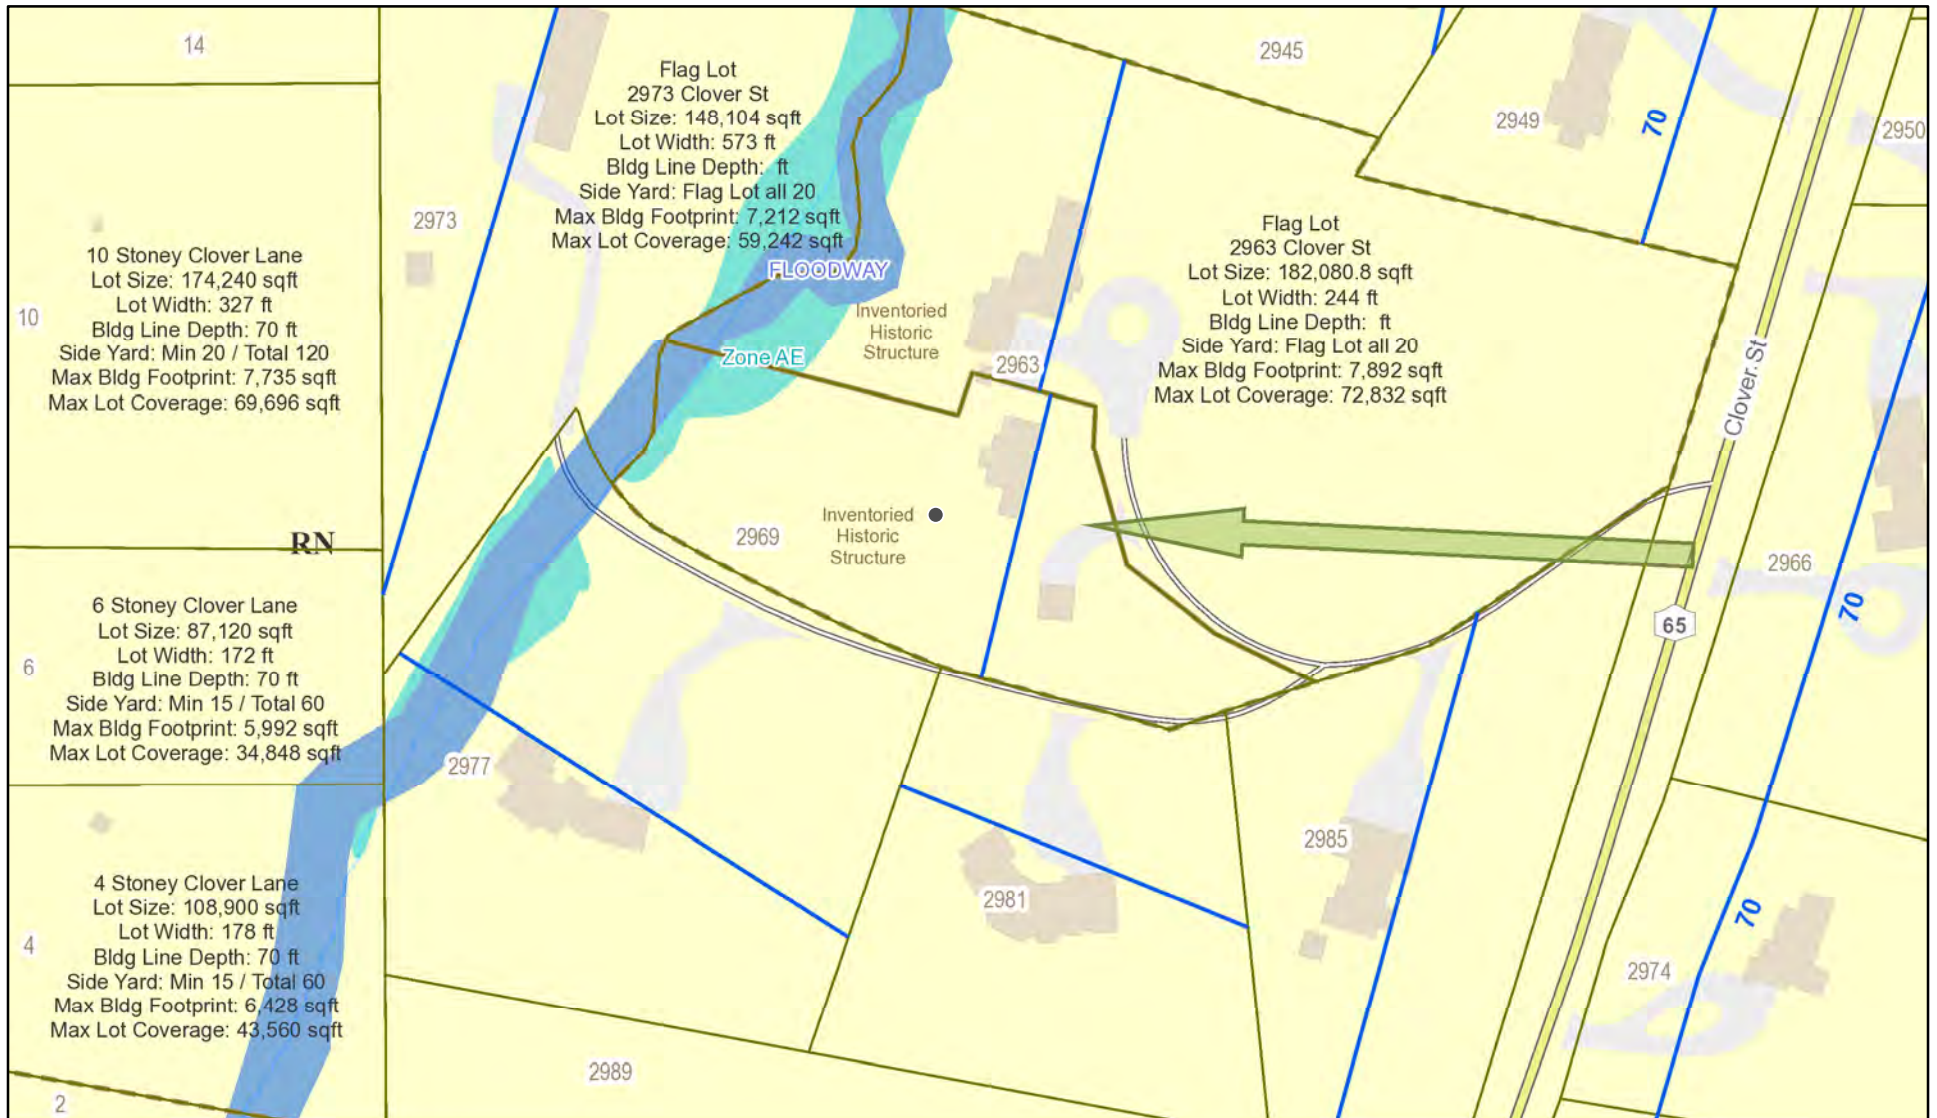 14
2945
2949
70
2950
Flag Lot
2973 Clover St
Lot Size: 148,104 sqft
Lot Width: 573 ft
Bldg Line Depth:  ft
Side Yard: Flag Lot all 20
Max Bldg Footprint: 7,212 sqft
Max Lot Coverage: 59,242 sqft
2973
FLOODWAY
Zone AE
Inventoried
Historic
Structure
2963
Flag Lot
2963 Clover St
Lot Size: 182,080.8 sqft
Lot Width: 244 ft
Bldg Line Depth:  ft
Side Yard: Flag Lot all 20
Max Bldg Footprint: 7,892 sqft
Max Lot Coverage: 72,832 sqft
Clover St
10 Stoney Clover Lane
Lot Size: 174,240 sqft
Lot Width: 327 ft
Bldg Line Depth: 70 ft
Side Yard: Min 20 / Total 120
Max Bldg Footprint: 7,735 sqft
Max Lot Coverage: 69,696 sqft
10
RN
2969
Inventoried
Historic
Structure
2966
65
70
6 Stoney Clover Lane
Lot Size: 87,120 sqft
Lot Width: 172 ft
Bldg Line Depth: 70 ft
Side Yard: Min 15 / Total 60
Max Bldg Footprint: 5,992 sqft
Max Lot Coverage: 34,848 sqft
6
2977
2981
2985
70
2974
4 Stoney Clover Lane
Lot Size: 108,900 sqft
Lot Width: 178 ft
Bldg Line Depth: 70 ft
Side Yard: Min 15 / Total 60
Max Bldg Footprint: 6,428 sqft
Max Lot Coverage: 43,560 sqft
4
2989
2